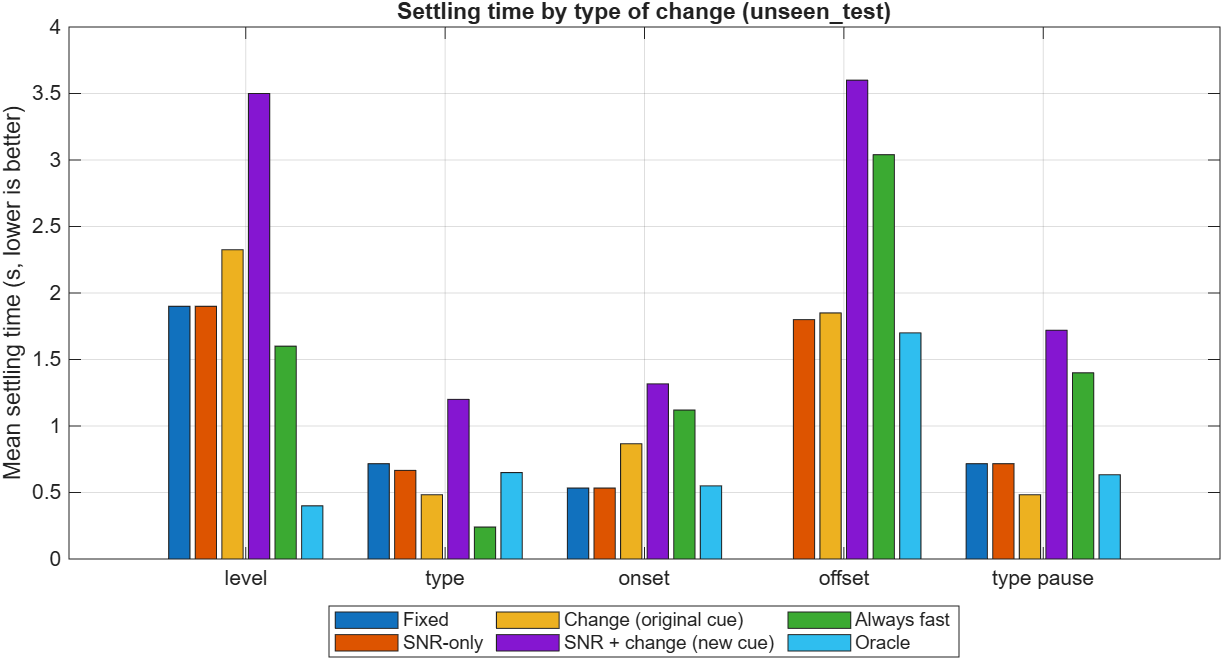 Settling time by type of change (unseen_test)
Mean settling time (s, lower is better)
4
3.5
3
2.5
2
1.5
1
0.5
0
level type onset offset type pause
Fixed Change (original cue) Always fast
SNR-only SNR + change (new cue) Oracle